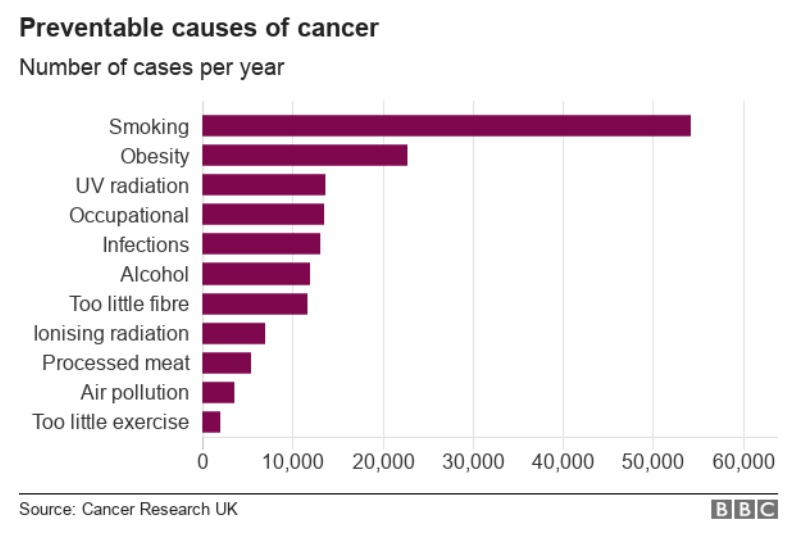 Preventable causes of cancer
Number of cases per year
Smoking
Obesity
UV radiation
Occupational
Infections
Alcohol
Too little fibre
Ionising radiation
Processed meat
Air pollution
Too little exercise
0 10,000 20,000 30,000 40,000 50,000 60,000
Source: Cancer Research UK BBC